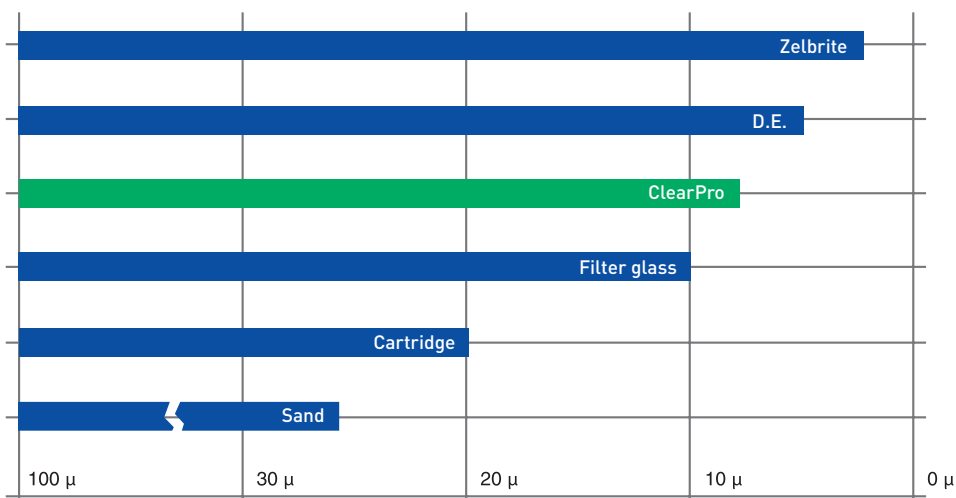 Zelbrite
D.E.
ClearPro
Filter glass
Cartridge
Sand
100 μ 30 μ 20 μ 10 μ 0 μ